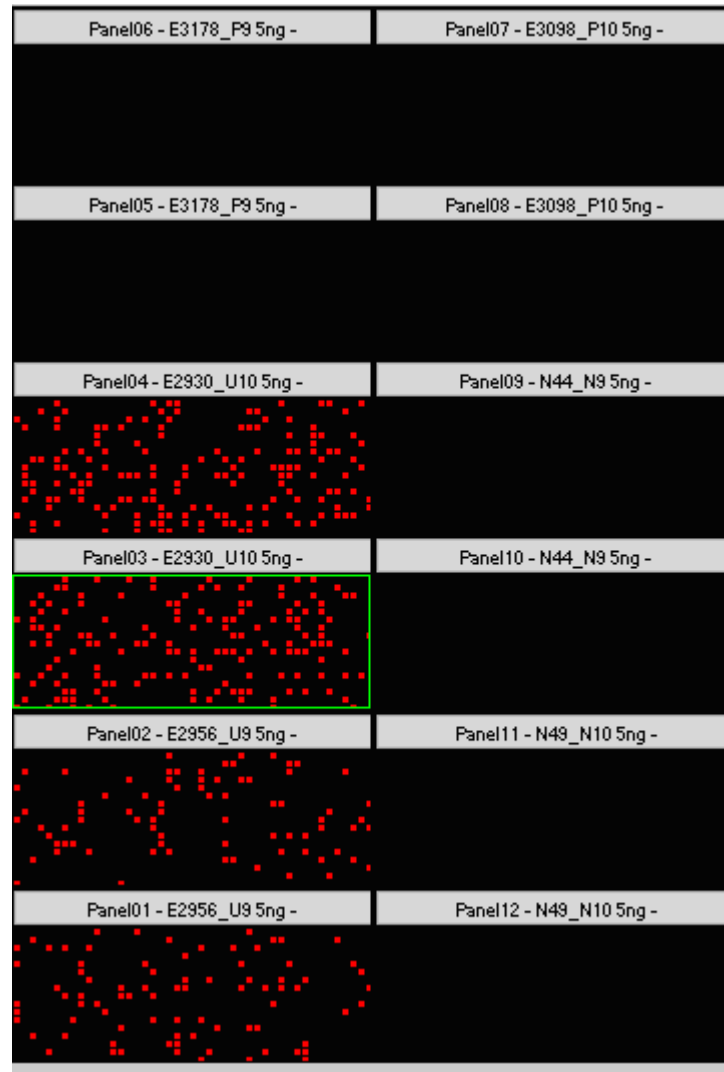 Panel06 - E3178_P9 5ng -
Panel07 - E3098_P10 5ng -
Panel05 - E3178_P9 5ng -
Panel08 - E3098_P10 5ng -
Panel04 - E2930_U10 5ng -
Panel09 - N44_N9 5ng -
Panel03 - E2930_U10 5ng -
Panel10 - N44_N9 5ng -
Panel02 - E2956_U9 5ng -
Panel11 - N49_N10 5ng -
Panel01 - E2956_U9 5ng -
Panel12 - N49_N10 5ng -